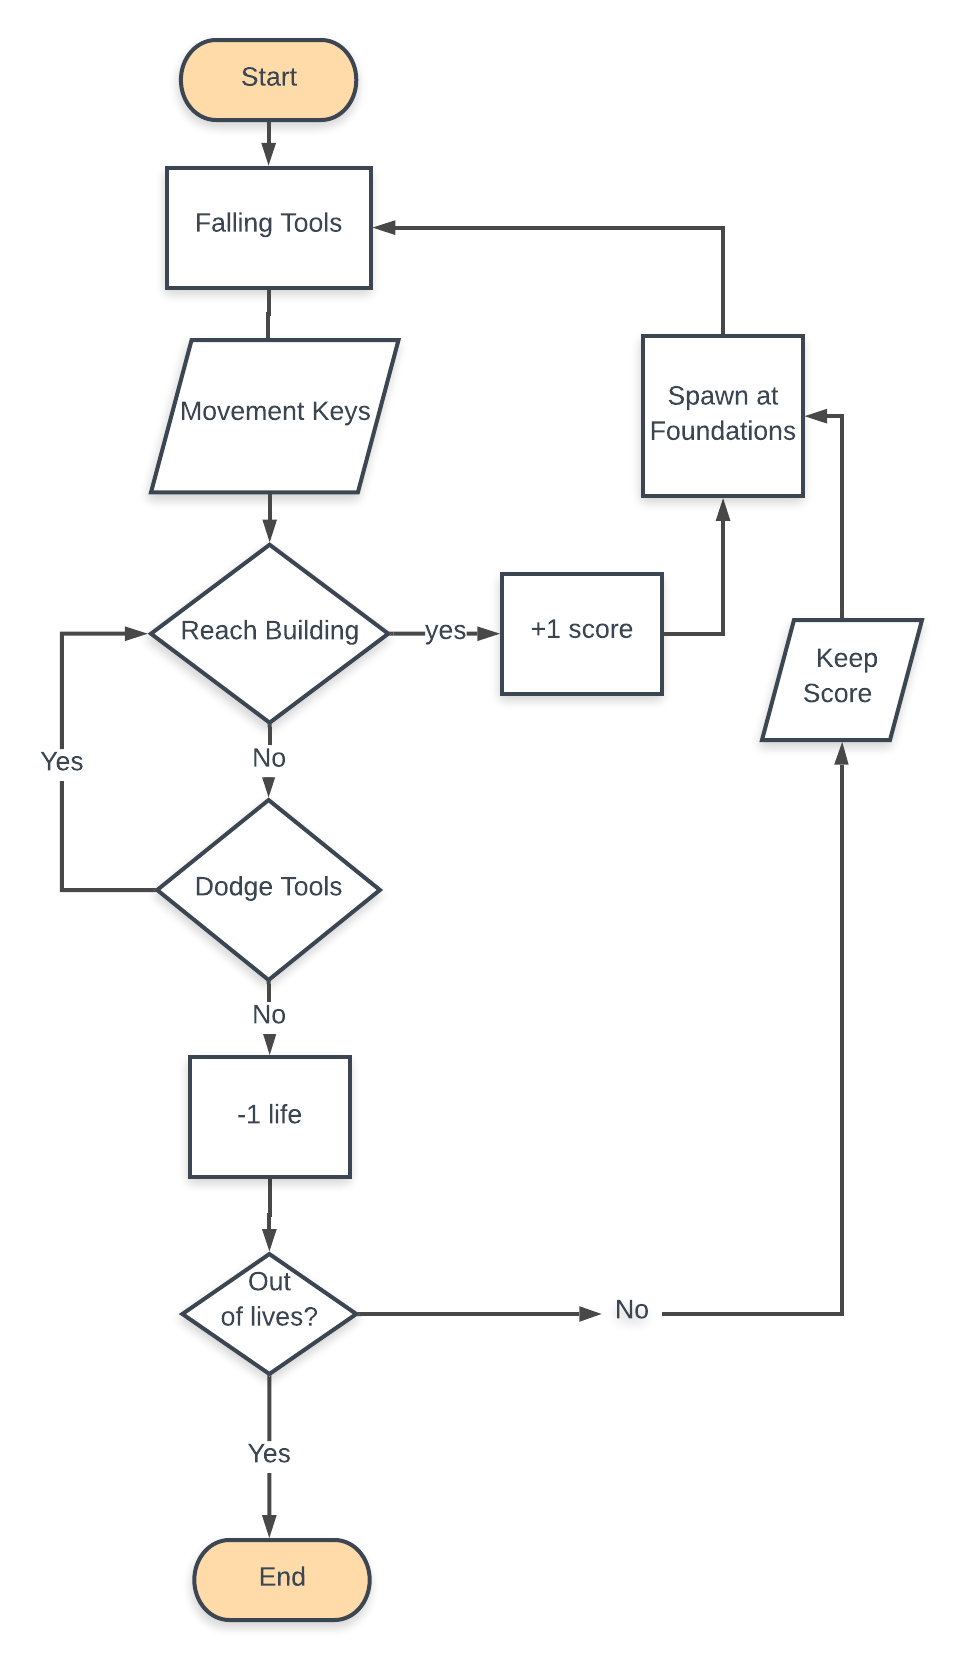 Start
Falling Tools
Movement Keys
Spawn at
Foundations
Reach Building
yes
+1 score
Keep
Score
No
Yes
Dodge Tools
No
-1 life
Out
of lives?
No
Yes
End